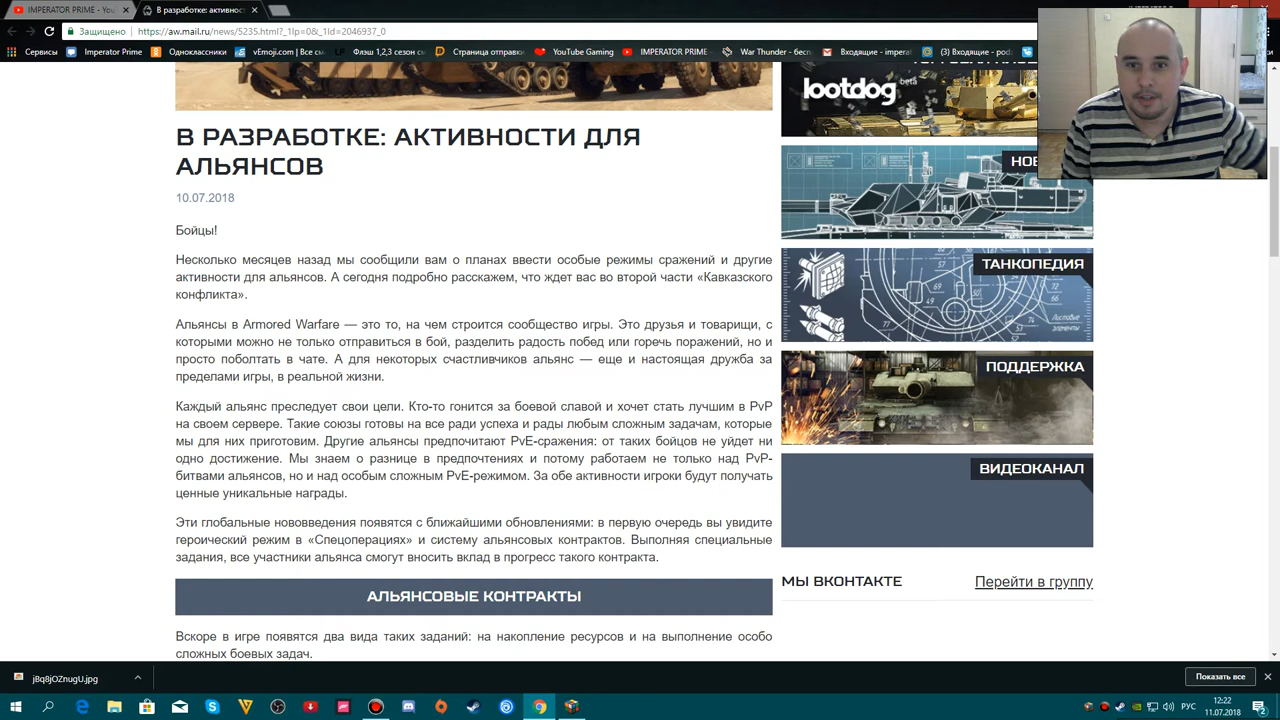 IMPERATOR PRIME - You
В разработке: активност
Защищено
https://aw.mail.ru/news/5235.html?_1lp=0&_1ld=2046937_0
Сервисы
Imperator Prime
Одноклассники
vEmoji.com! - Все см
Флэш 1,2,3 сезон см
Страница отправки
YouTube Gaming
IMPERATOR PRIME -
War Thunder - бесп
Входящие - imperat
(3) Входящие - poda
lootdog beta
В РАЗРАБОТКЕ: АКТИВНОСТИ ДЛЯ
АЛЬЯНСОВ
10.07.2018
Бойцы!
Несколько месяцев назад мы сообщили вам о планах ввести особые режимы сражений и другие
активности для альянсов. А сегодня подробно расскажем, что ждет вас во второй части «Кавказского
конфликта».
Альянсы в Armored Warfare — это то, на чем строится сообщество игры. Это друзья и товарищи, с
которыми можно не только отправиться в бой, разделить радость побед или горечь поражений, но и
просто поболтать в чате. А для некоторых счастливчиков альянс — еще и настоящая дружба за
пределами игры, в реальной жизни.
Каждый альянс преследует свои цели. Кто-то гонится за боевой славой и хочет стать лучшим в PvP
на своем сервере. Такие союзы готовы на все ради успеха и рады любым сложным задачам, которые
мы для них приготовим. Другие альянсы предпочитают PvE-сражения: от таких бойцов не уйдет ни
одно достижение. Мы знаем о разнице в предпочтениях и потому работаем не только над PvP-
битвами альянсов, но и над особым сложным PvE-режимом. За обе активности игроки будут получать
ценные уникальные награды.
Эти глобальные нововведения появятся с ближайшими обновлениями: в первую очередь вы увидите
героический режим в «Спецоперациях» и систему альянсовых контрактов. Выполняя специальные
задания, все участники альянса смогут вносить вклад в прогресс такого контракта.
АЛЬЯНСОВЫЕ КОНТРАКТЫ
Вскоре в игре появятся два вида таких заданий: на накопление ресурсов и на выполнение особо
сложных боевых задач.
ТАНКОПЕДИЯ
ПОДДЕРЖКА
ВИДЕОКАНАЛ
МЫ ВКОНТАКТЕ
Перейти в группу
jBq8jOZnugU.jpg
Показать все
РУС
12:22
11.07.2018
2